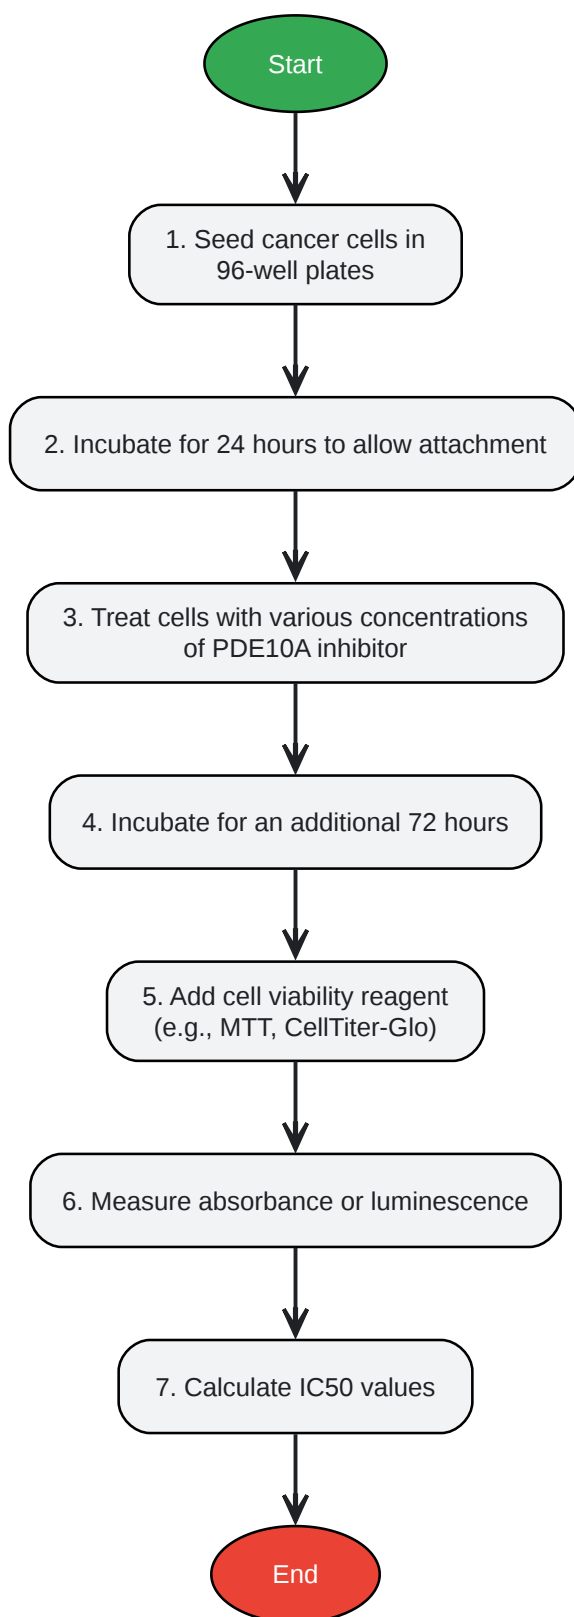 Start
1. Seed cancer cells in
96-well plates
2. Incubate for 24 hours to allow attachment
3. Treat cells with various concentrations
of PDE10A inhibitor
4. Incubate for an additional 72 hours
5. Add cell viability reagent
(e.g., MTT, CellTiter-Glo)
6. Measure absorbance or luminescence
7. Calculate IC50 values
End